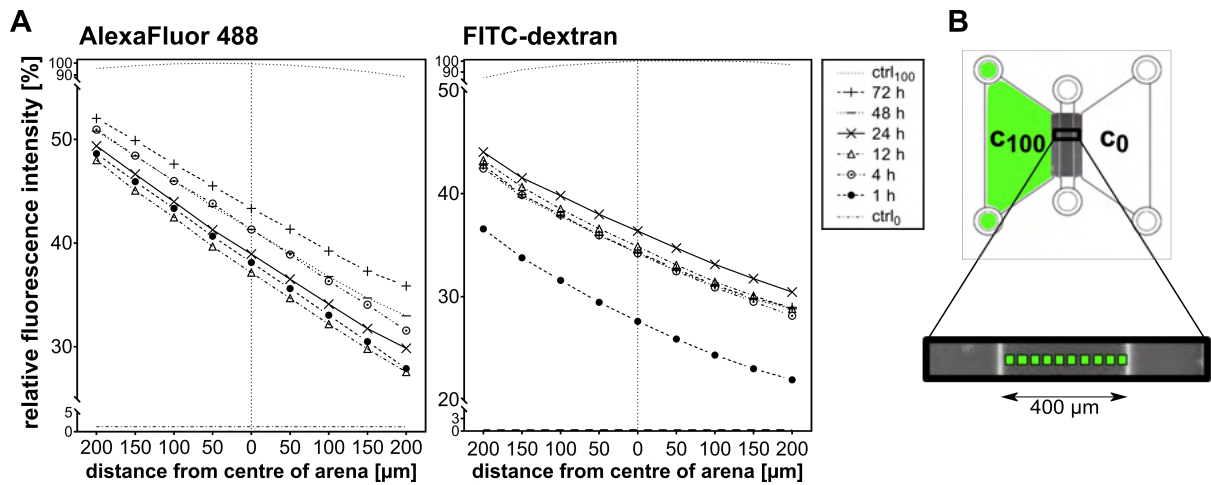 A
AlexaFluor 488
FITC-dextran
B
relative fluorescence intensity [%]
100
90
50
40
30
5
0
200 150 100 50 0 50 100 150 200
distance from centre of arena [µm]
100
90
50
40
30
20
3
0
200 150 100 50 0 50 100 150 200
distance from centre of arena [µm]
ctrl100
72 h
48 h
24 h
12 h
4 h
1 h
ctrl0
c100
c0
400 µm